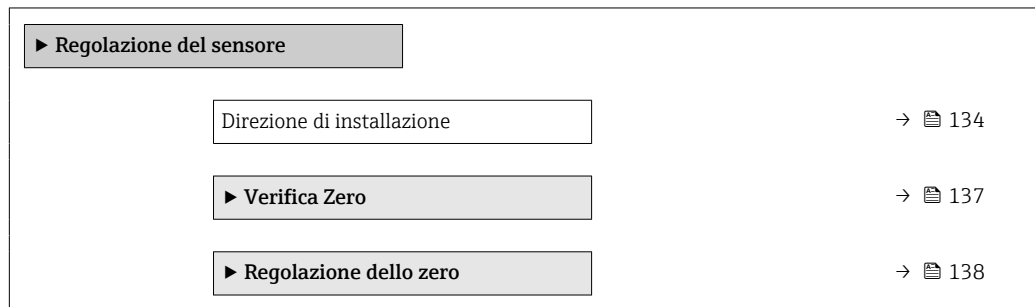 ▶ Regolazione del sensore
Direzione di installazione → 134
▶ Verifica Zero → 137
▶ Regolazione dello zero → 138